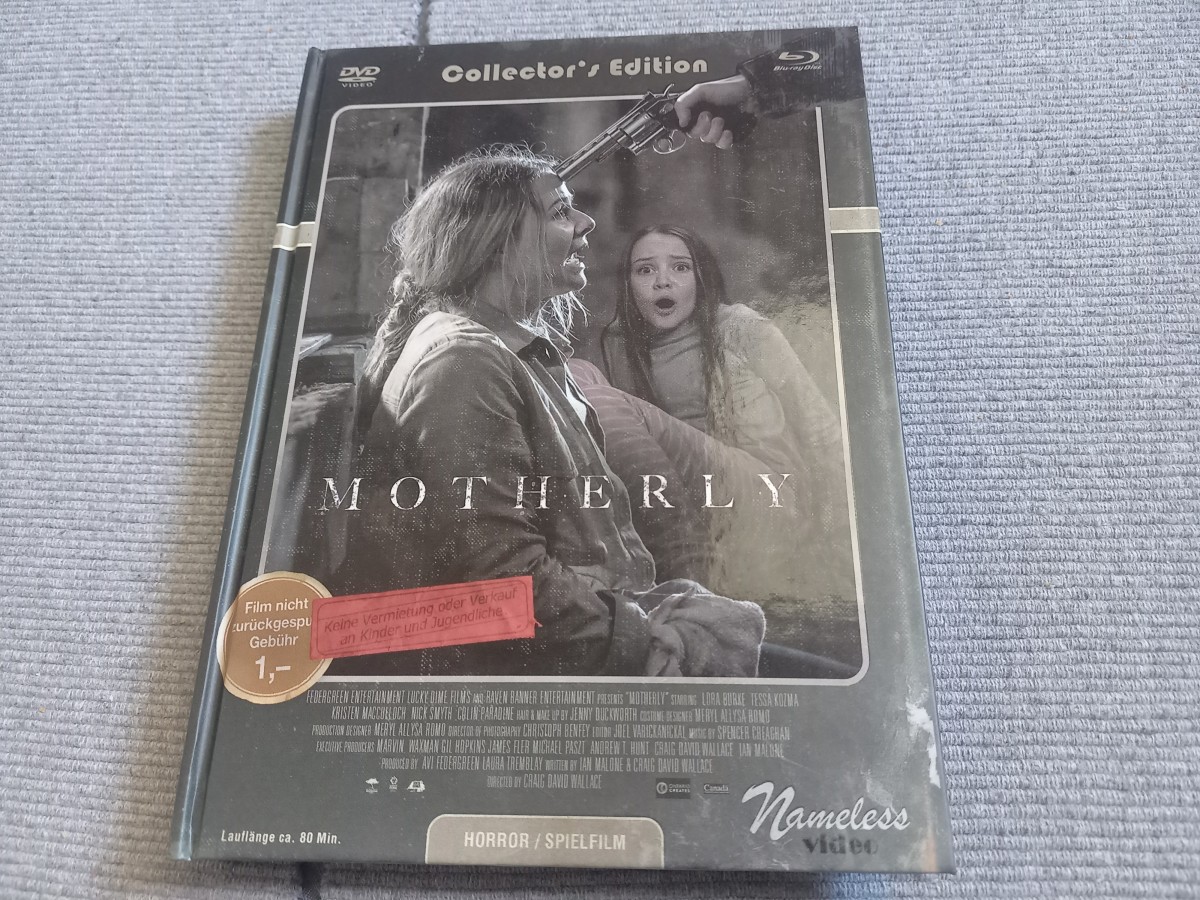 DVD
VIDEO
Collector's Edition
Blu-ray Disc
MOTHERLY
Film nicht
zurückgespu
Gebühr
1,-
Keine Vermietung oder Verkauf
an Kinder und Jugendliche
FEDERGREEN ENTERTAINMENT LUCKY DIME FILMS AND RAVEN BANNER ENTERTAINMENT PRESENTS "MOTHERLY" STARRING LORA BURKE TESSA KOZMA
KRISTEN MACCULLOCH NICK SMYTH COLIN PARADINE HAIR & MAKE UP BY JENNY DUCKWORTH COSTUME DESIGNER MERYL ALLYSA ROMO
PRODUCTION DESIGNER MERYL ALLYSA ROMO DIRECTOR OF PHOTOGRAPHY CHRISTOPH BENFEY EDITOR JOEL VARICKANICKAL MUSIC BY SPENCER CREAGHAN
EXECUTIVE PRODUCERS MARVIN WAXMAN GIL HOPKINS JAMES FLER MICHAEL PASZT ANDREW T. HUNT CRAIG DAVID WALLACE IAN MALONE
PRODUCED BY AVI FEDERGREEN LAURA TREMBLAY WRITTEN BY IAN MALONE & CRAIG DAVID WALLACE
DIRECTED BY CRAIG DAVID WALLACE
ONTARIO
CREATES
Canada
Nameless
video
Lauflänge ca. 80 Min.
HORROR / SPIELFILM